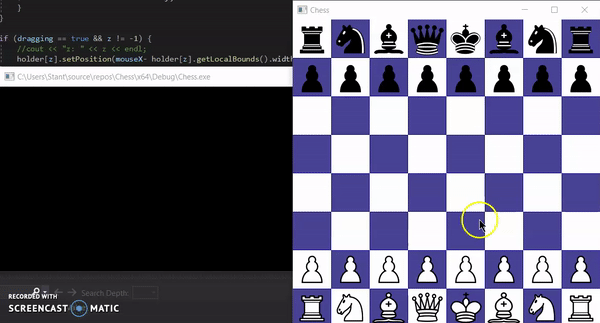 }
}
if (dragging == true && z != -1) {
//cout << "z: " << z << endl;
holder[z].setPosition(mouseX- holder[z].getLocalBounds().width
Chess
C:\Users\Stant\source\repos\Chess\x64\Debug\Chess.exe
Search Depth:
RECORDED WITH
SCREENCAST MATIC